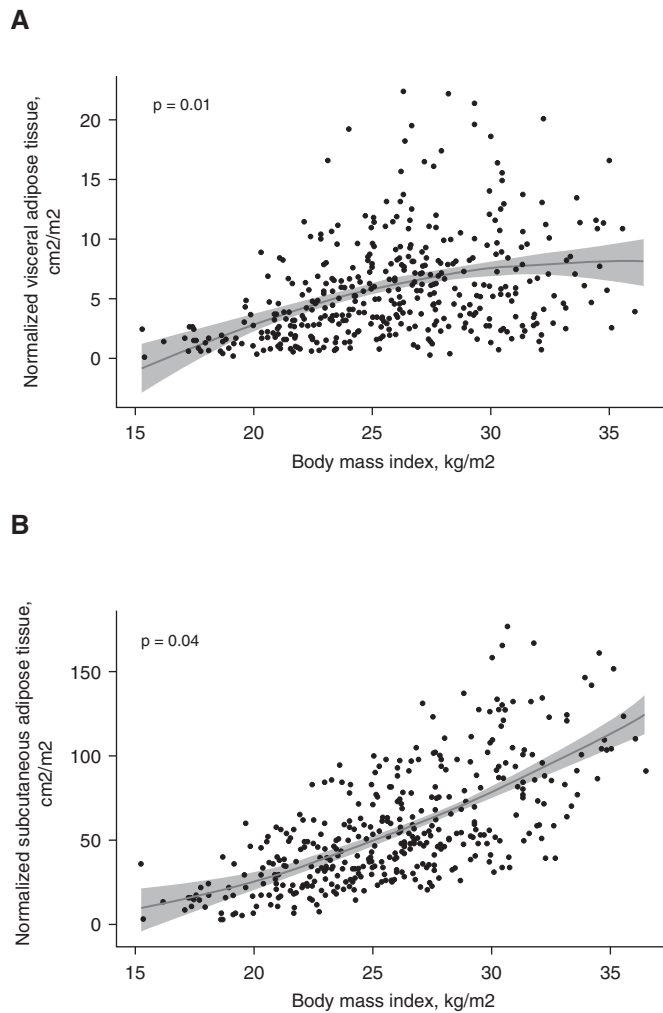 A
Normalized visceral adipose tissue,
cm2/m2
p = 0.01
20
15
10
5
0
15 20 25 30 35
Body mass index, kg/m2
B
Normalized subcutaneous adipose tissue,
cm2/m2
p = 0.04
150
100
50
0
15 20 25 30 35
Body mass index, kg/m2